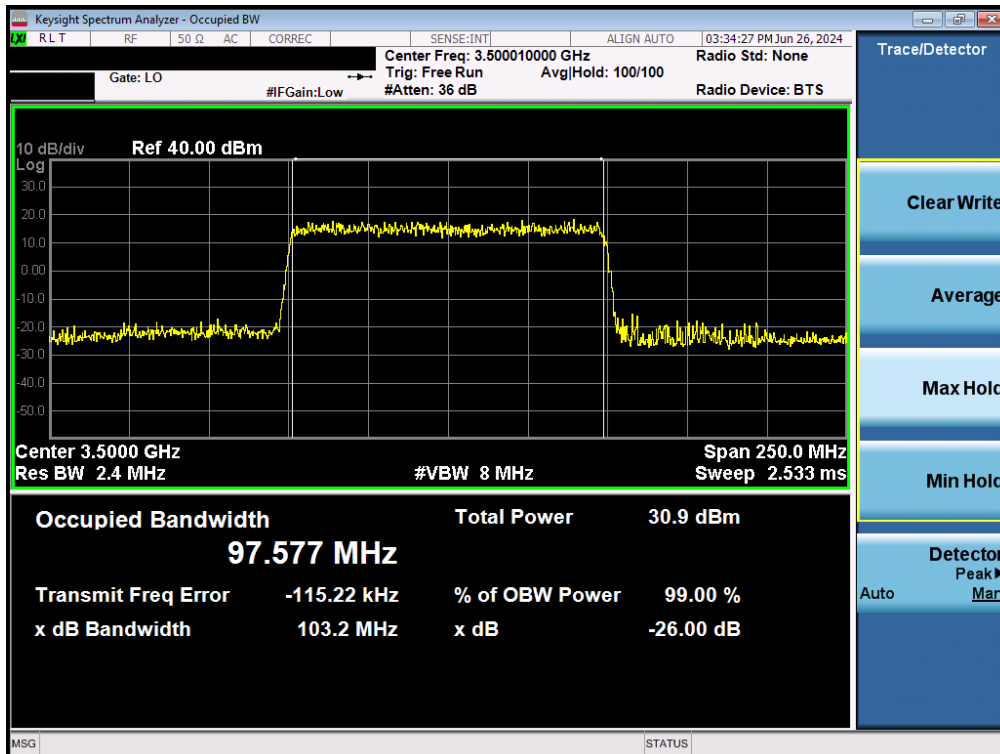 Keysight Spectrum Analyzer - Occupied BW
LXI RLT RF 50 Ω AC CORREC SENSE:INT ALIGN AUTO 03:34:27 PM Jun 26, 2024
Center Freq: 3.500010000 GHz Radio Std: None
Gate: LO Trig: Free Run Avg|Hold: 100/100
#IFGain:Low #Atten: 36 dB Radio Device: BTS
10 dB/div Ref 40.00 dBm
Log
30.0
20.0
10.0
0.00
-10.0
-20.0
-30.0
-40.0
-50.0
Center 3.5000 GHz Span 250.0 MHz
Res BW 2.4 MHz #VBW 8 MHz Sweep 2.533 ms
Occupied Bandwidth Total Power 30.9 dBm
97.577 MHz
Transmit Freq Error -115.22 kHz % of OBW Power 99.00 %
x dB Bandwidth 103.2 MHz x dB -26.00 dB
MSG STATUS
Trace/Detector
Clear Write
Average
Max Hold
Min Hold
Detector
Peak▶
Auto Man